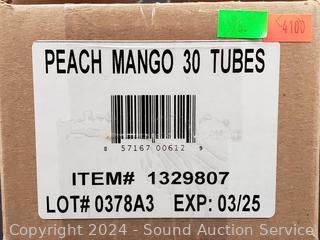 4100
PEACH MANGO 30 TUBES
8 57167 00612 9
ITEM# 1329807
LOT# 0378A3 EXP: 03/25
Copyright 2024 - Sound Auction Service